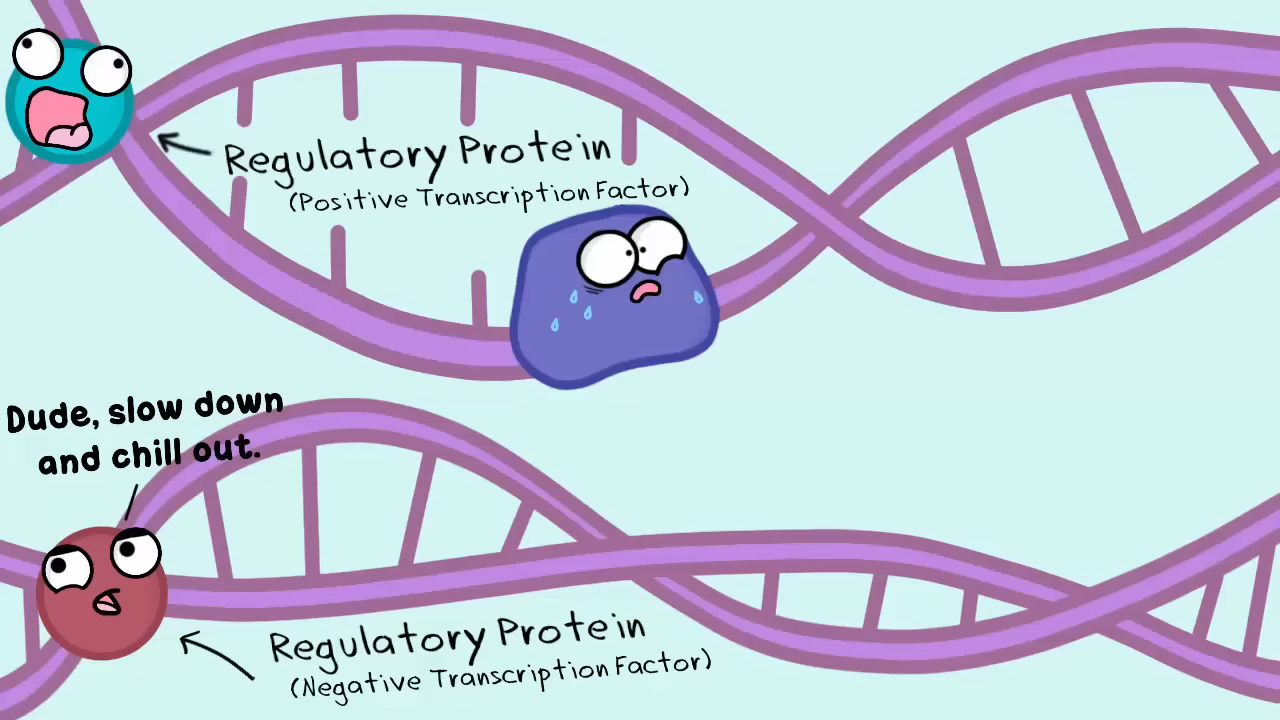 Regulatory Protein
(Positive Transcription Factor)
Dude, slow down
and chill out.
Regulatory Protein
(Negative Transcription Factor)